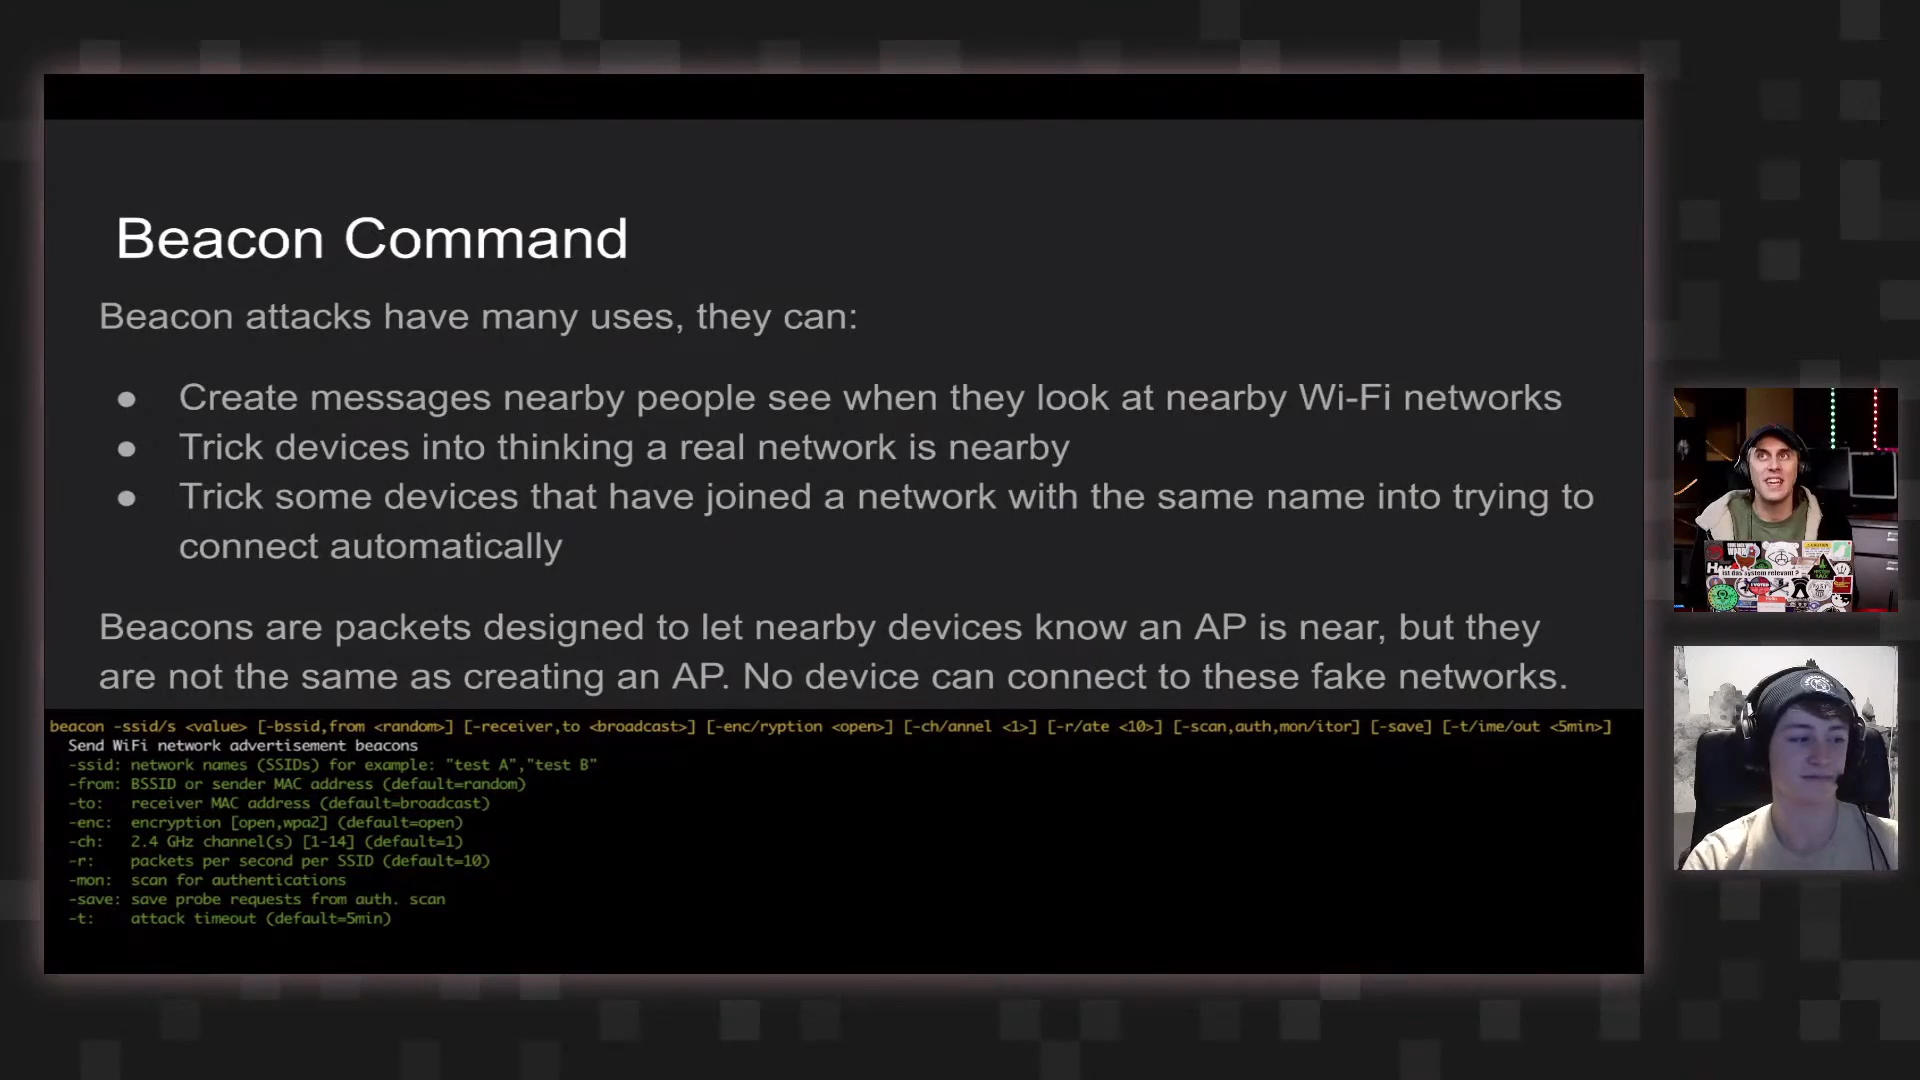 Beacon Command
Beacon attacks have many uses, they can:
● Create messages nearby people see when they look at nearby Wi-Fi networks
● Trick devices into thinking a real network is nearby
● Trick some devices that have joined a network with the same name into trying to
connect automatically
Beacons are packets designed to let nearby devices know an AP is near, but they
are not the same as creating an AP. No device can connect to these fake networks.
beacon -ssid/s <value> [-bssid,from <random>] [-receiver,to <broadcast>] [-enc/ryption <open>] [-ch/annel <1>] [-r/ate <10>] [-scan,auth,mon/itor] [-save] [-t/ime/out <5min>]
Send WiFi network advertisement beacons
-ssid: network names (SSIDs) for example: "test A","test B"
-from: BSSID or sender MAC address (default=random)
-to: receiver MAC address (default=broadcast)
-enc: encryption [open,wpa2] (default=open)
-ch: 2.4 GHz channel(s) [1-14] (default=1)
-r: packets per second per SSID (default=10)
-mon: scan for authentications
-save: save probe requests from auth. scan
-t: attack timeout (default=5min)
ist das system relevant ?